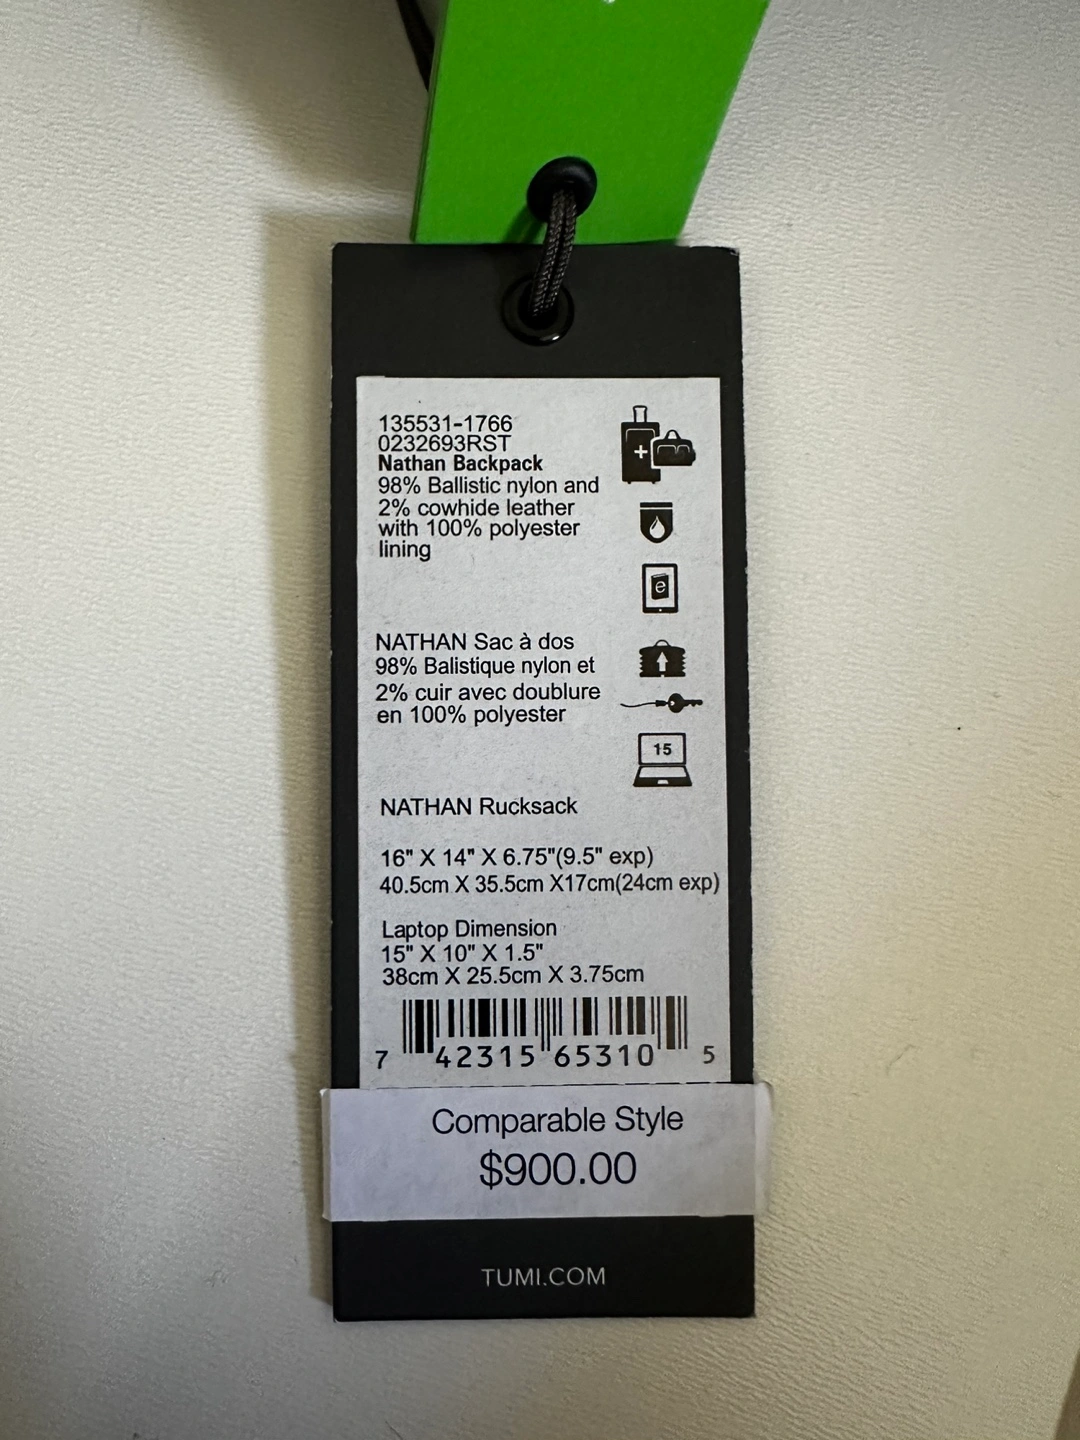 135531-1766
0232693RST
Nathan Backpack
98% Ballistic nylon and
2% cowhide leather
with 100% polyester
lining
e
NATHAN Sac à dos
98% Balistique nylon et
2% cuir avec doublure
en 100% polyester
15
NATHAN Rucksack
16" X 14" X 6.75"(9.5" exp)
40.5cm X 35.5cm X17cm(24cm exp)
Laptop Dimension
15" X 10" X 1.5"
38cm X 25.5cm X 3.75cm
7 42315 65310 5
Comparable Style
$900.00
TUMI.COM